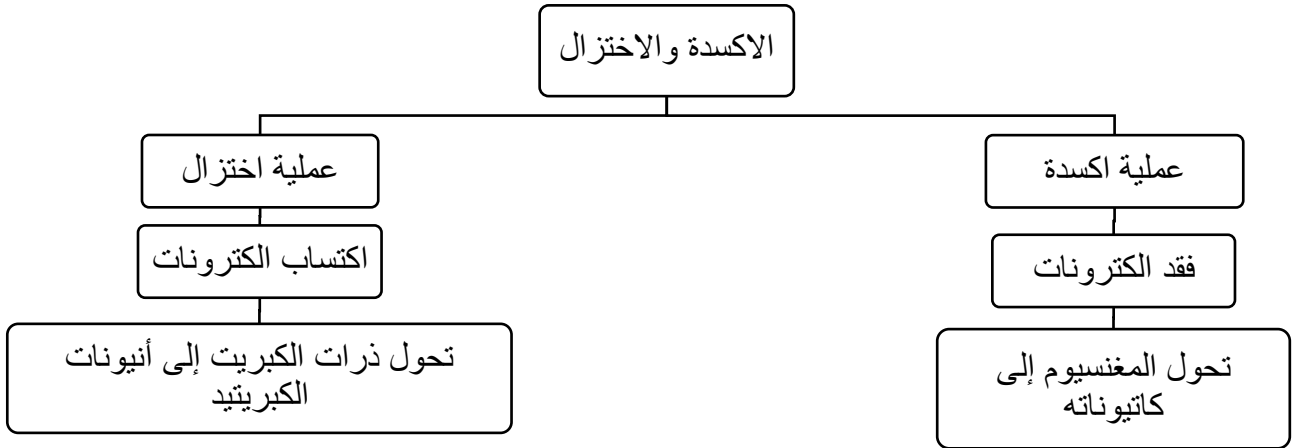 الاكسدة والاختزال
عملية اكسدة
عملية اختزال
فقد الكترونات
اكتساب الكترونات
تحول المغنسيوم إلى
كاتيوناته
تحول ذرات الكبريت إلى أنيونات
الكبريتيد